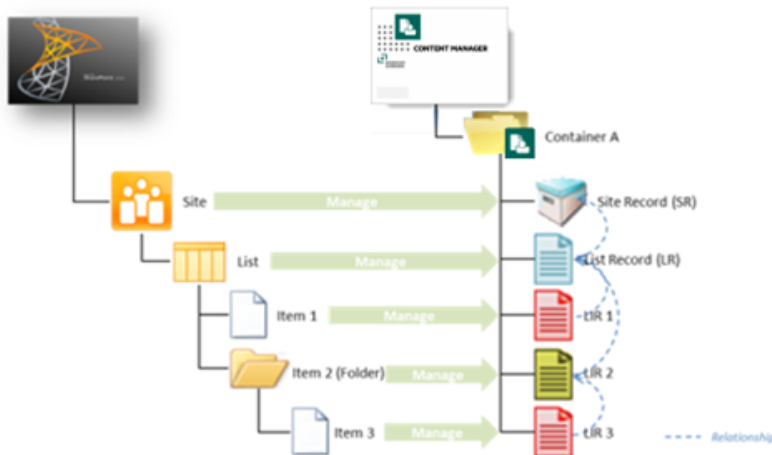 CONTENT MANAGER
Container A
Site
Manage
Site Record (SR)
List
Manage
List Record (LR)
Item 1
Manage
LIR 1
Item 2 (Folder)
Manage
LIR 2
Item 3
Manage
LIR 3
Relationship